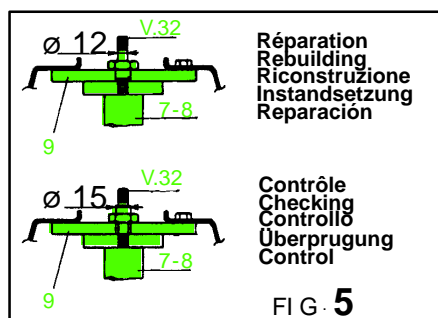 V.32
ø 12
7-8
9
Réparation
Rebuilding
Riconstruzione
Instandsetzung
Reparación
V.32
ø 15
7-8
9
Contrôle
Checking
Controllo
Überprugung
Control
FIG. 5